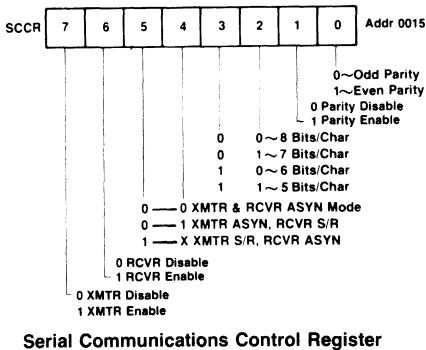 SCCR 7 6 5 4 3 2 1 0 Addr 0015
0~Odd Parity
1~Even Parity
0 Parity Disable
1 Parity Enable
0 0~8 Bits/Char
0 1~7 Bits/Char
1 0~6 Bits/Char
1 1~5 Bits/Char
0 — 0 XMTR & RCVR ASYN Mode
0 — 1 XMTR ASYN, RCVR S/R
1 — X XMTR S/R, RCVR ASYN
0 RCVR Disable
1 RCVR Enable
0 XMTR Disable
1 XMTR Enable
Serial Communications Control Register